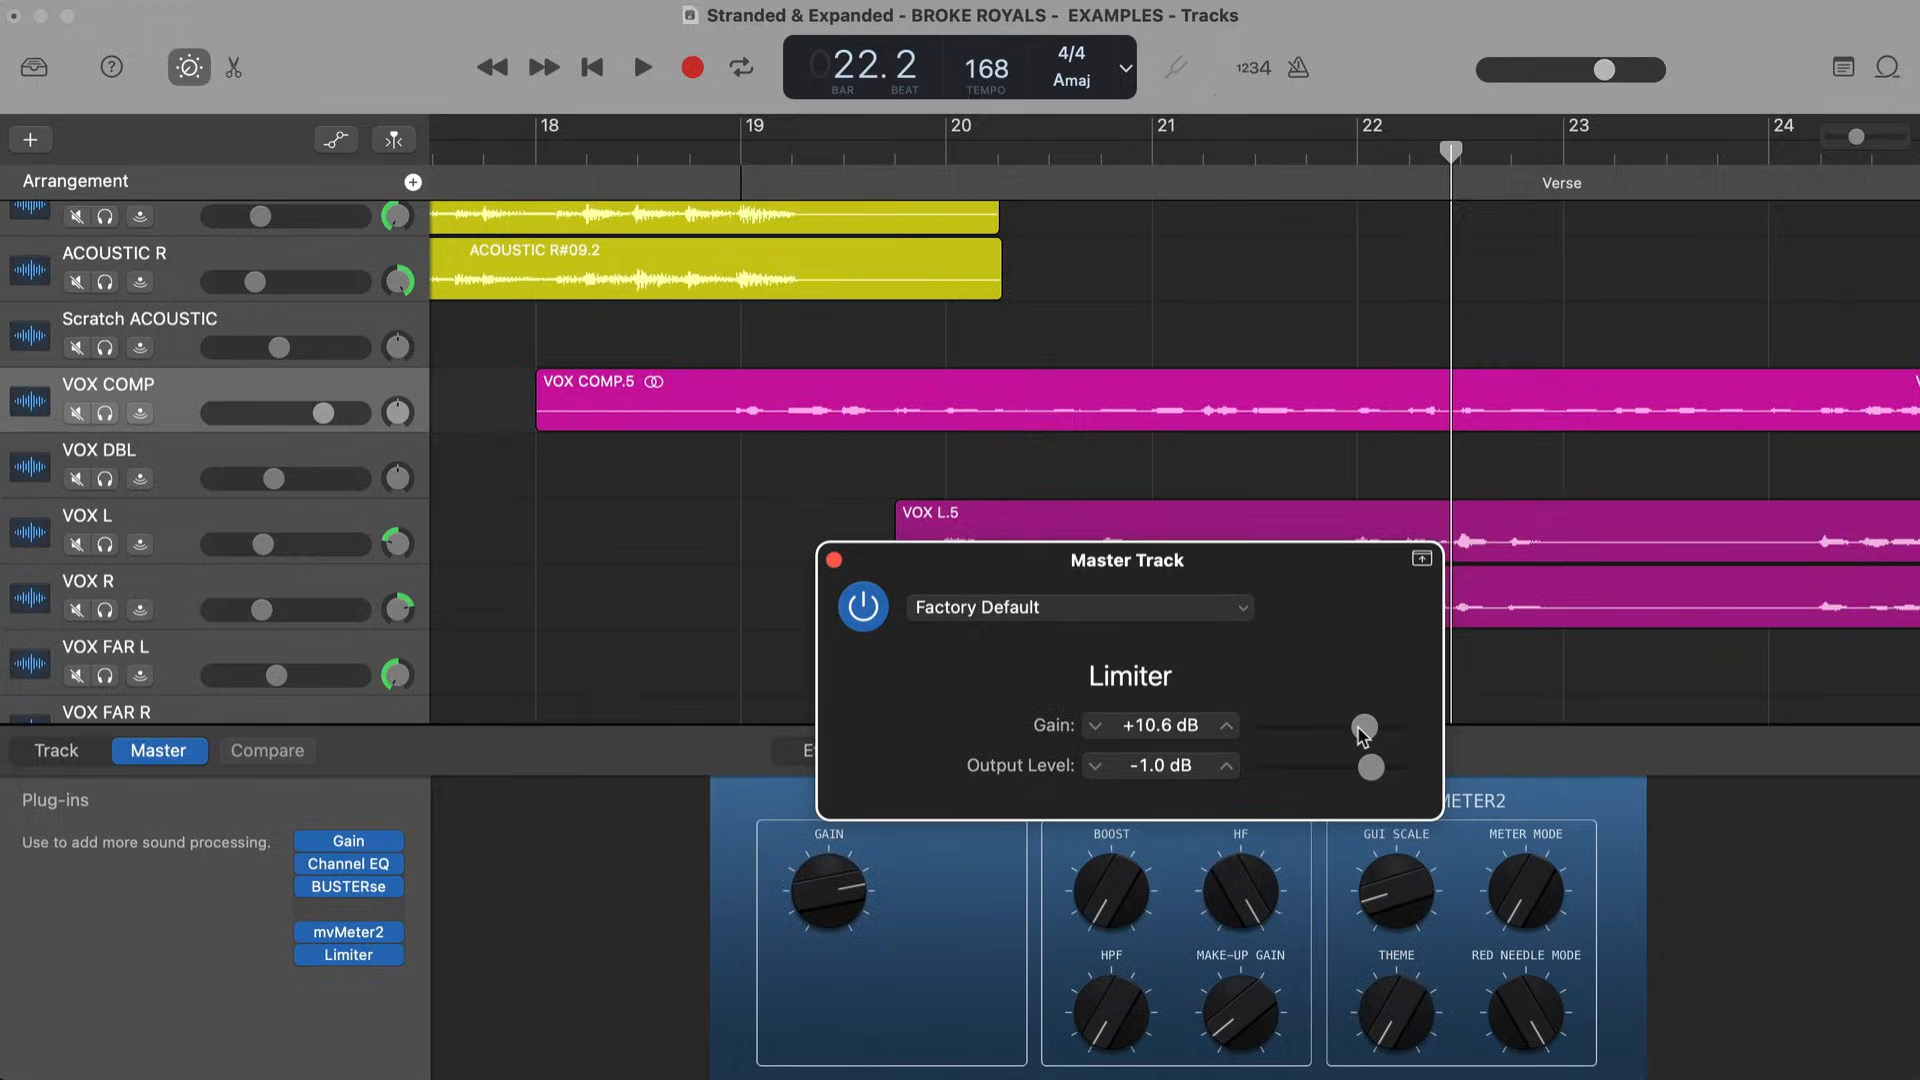 Stranded & Expanded - BROKE ROYALS -  EXAMPLES - Tracks
022.2
BAR BEAT
168
TEMPO
4/4
Amaj
1234
18 19 20 21 22 23 24
Arrangement
Verse
ACOUSTIC R
ACOUSTIC R#09.2
Scratch ACOUSTIC
VOX COMP
VOX COMP.5
VOX DBL
VOX L
VOX L.5
VOX R
VOX FAR L
VOX FAR R
Master Track
Factory Default
Limiter
Gain: +10.6 dB
Output Level: -1.0 dB
Track Master Compare
Plug-ins
Use to add more sound processing.
Gain
Channel EQ
BUSTERse
mvMeter2
Limiter
METER2
GAIN
BOOST HF
HPF MAKE-UP GAIN
GUI SCALE METER MODE
THEME RED NEEDLE MODE